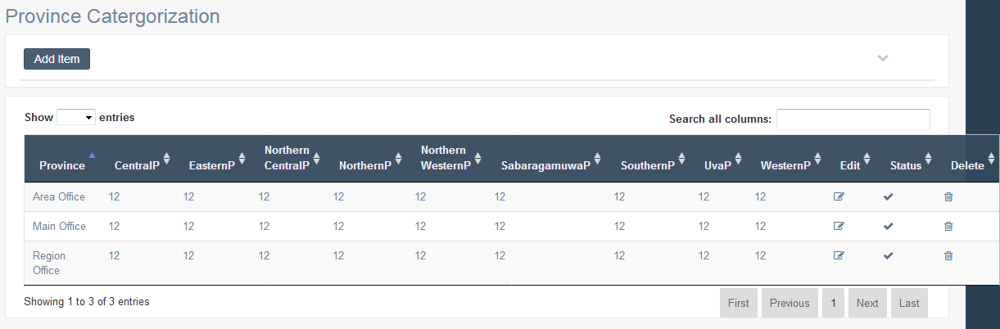 Province Catergorization
Add Item
Show entries
Search all columns:
Province CentralP EasternP Northern CentralP NorthernP Northern WesternP SabaragamuwaP SouthernP UvaP WesternP Edit Status Delete
Area Office 12 12 12 12 12 12 12 12 12
Main Office 12 12 12 12 12 12 12 12 12
Region Office 12 12 12 12 12 12 12 12 12
Showing 1 to 3 of 3 entries
First Previous 1 Next Last